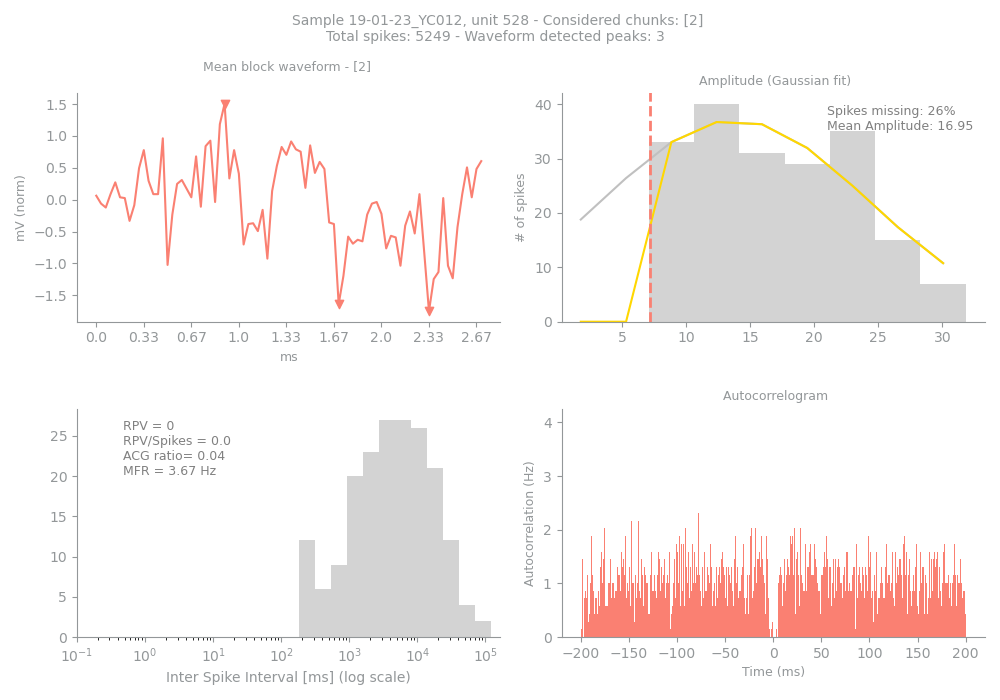 Sample 19-01-23_YC012, unit 528 - Considered chunks: [2]
Total spikes: 5249 - Waveform detected peaks: 3
Mean block waveform - [2]
1.5
1.0
0.5
0.0
−0.5
−1.0
−1.5
mV (norm)
0.0 0.33 0.67 1.0 1.33 1.67 2.0 2.33 2.67
ms
Amplitude (Gaussian fit)
Spikes missing: 26%
Mean Amplitude: 16.95
40
30
20
10
0
# of spikes
5 10 15 20 25 30
RPV = 0
RPV/Spikes = 0.0
ACG ratio= 0.04
MFR = 3.67 Hz
25
20
15
10
5
0
10⁻¹ 10⁰ 10¹ 10² 10³ 10⁴ 10⁵
Inter Spike Interval [ms] (log scale)
Autocorrelogram
4
3
2
1
0
Autocorrelation (Hz)
−200 −150 −100 −50 0 50 100 150 200
Time (ms)